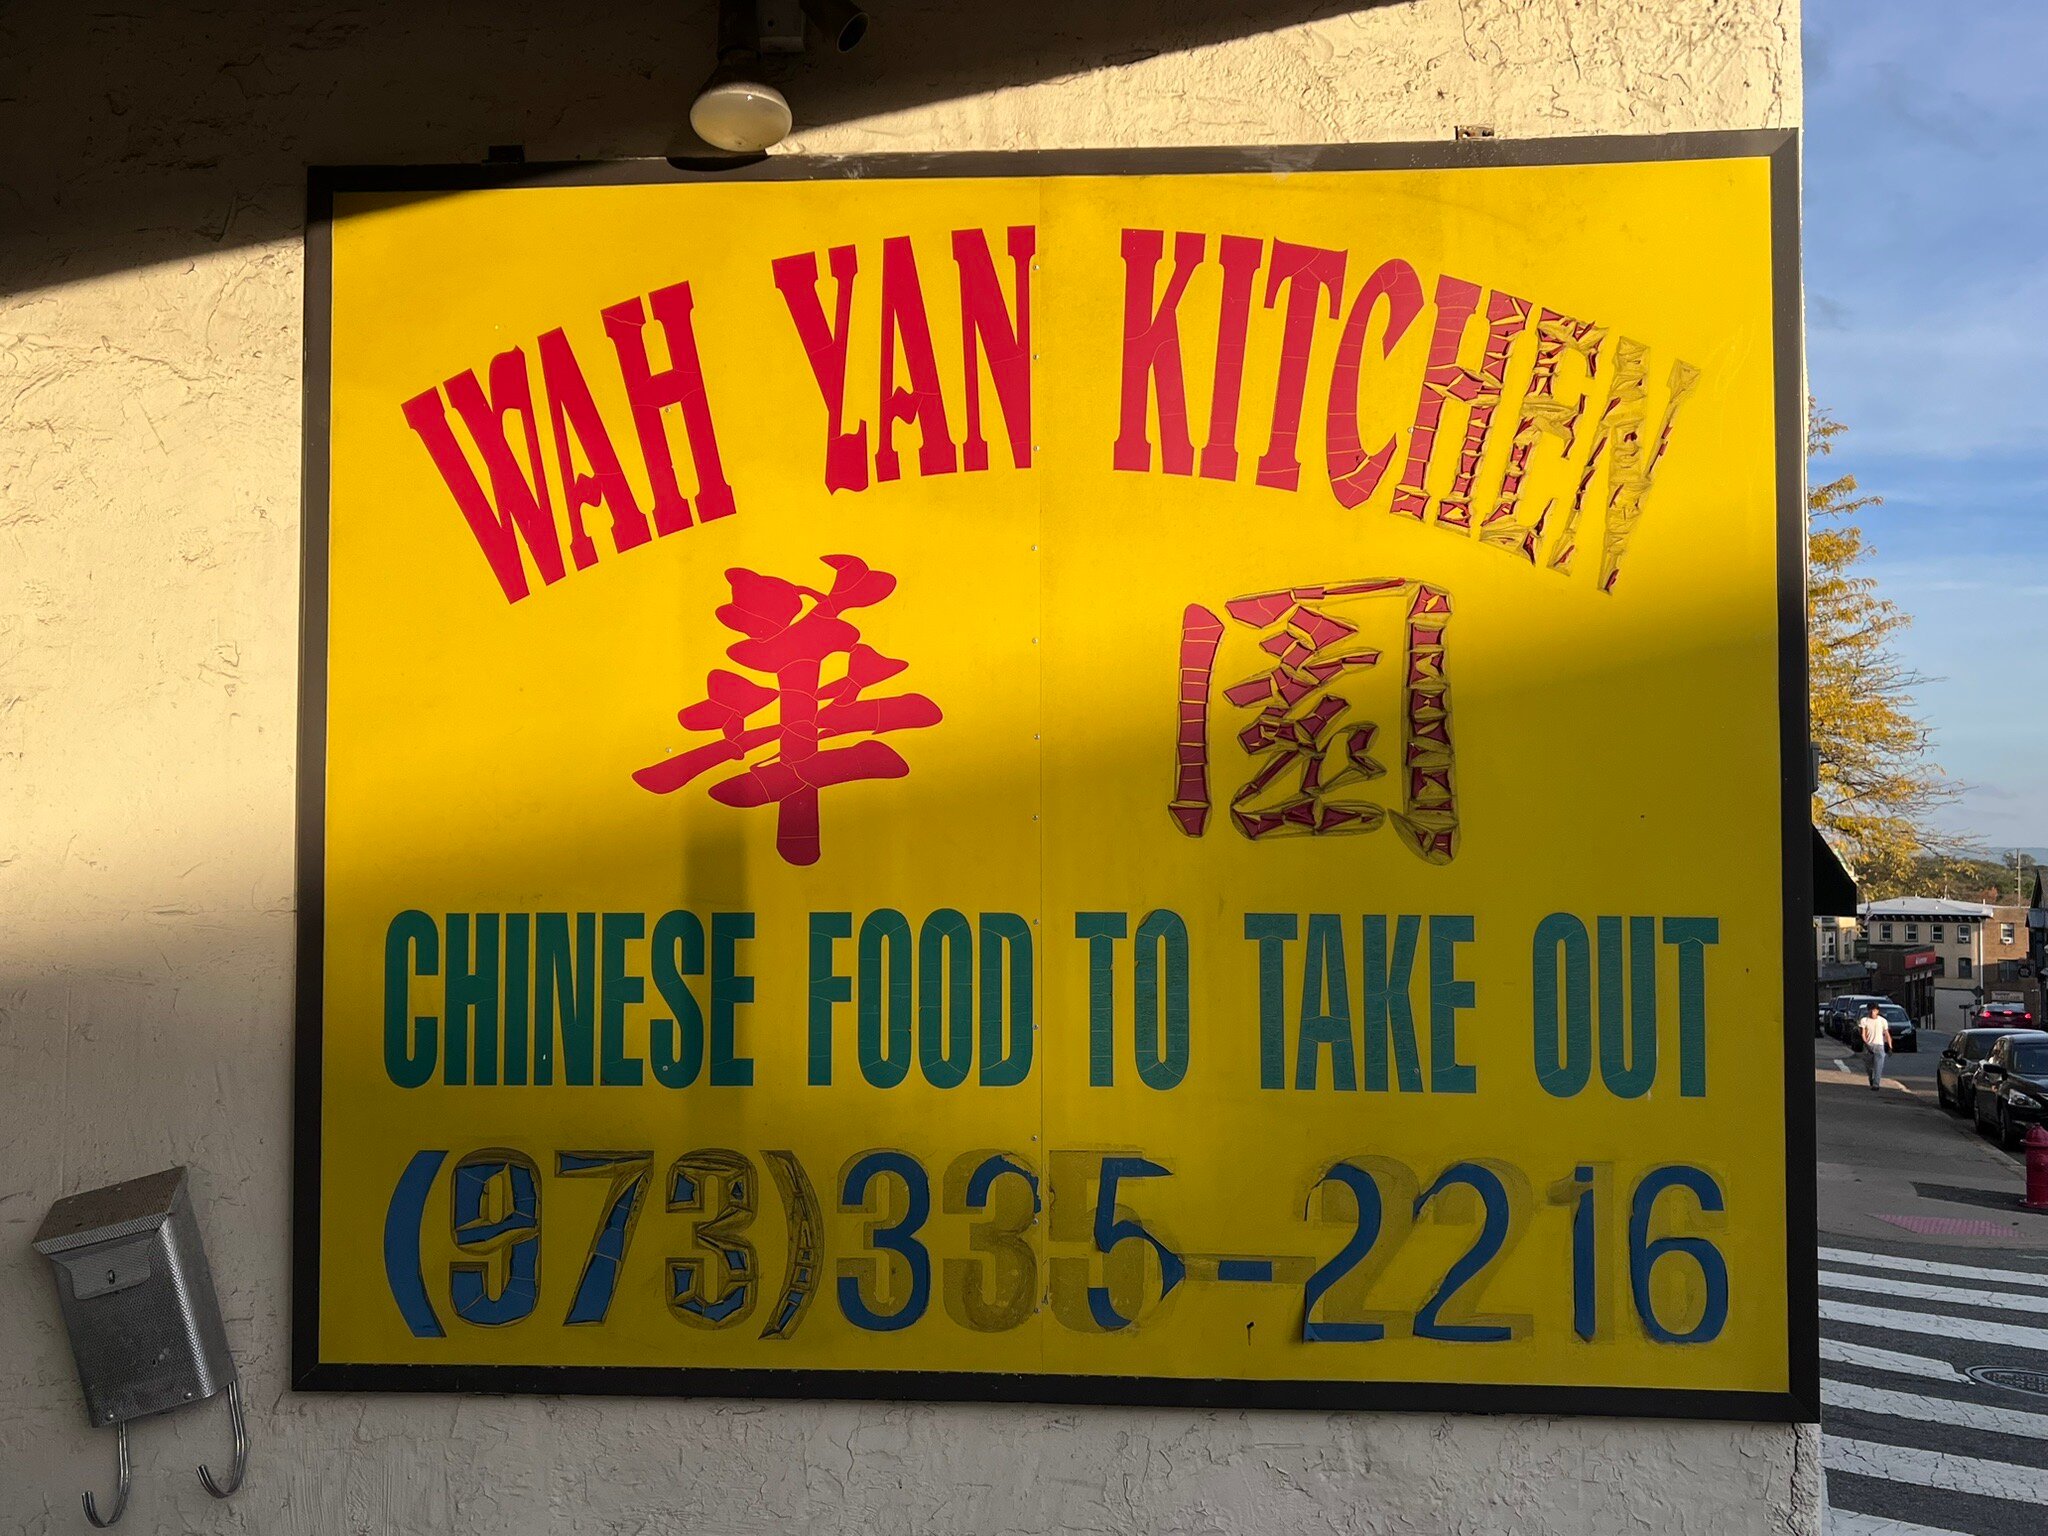 WAH YAN KITCHEN
華 園
CHINESE FOOD TO TAKE OUT
(973)335-2216